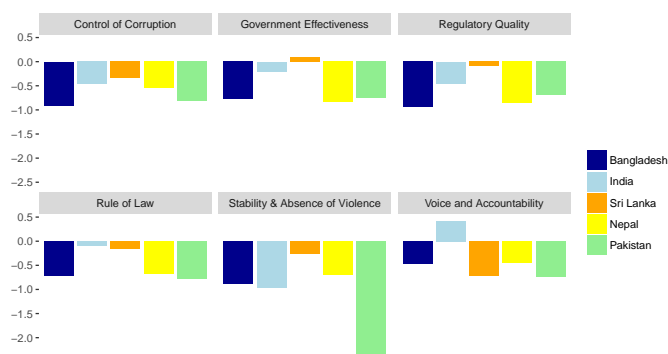 Control of Corruption Government Effectiveness Regulatory Quality
0.5
0.0
−0.5
−1.0
−1.5
−2.0
−2.5
Rule of Law Stability & Absence of Violence Voice and Accountability
0.5
0.0
−0.5
−1.0
−1.5
−2.0
Bangladesh
India
Sri Lanka
Nepal
Pakistan